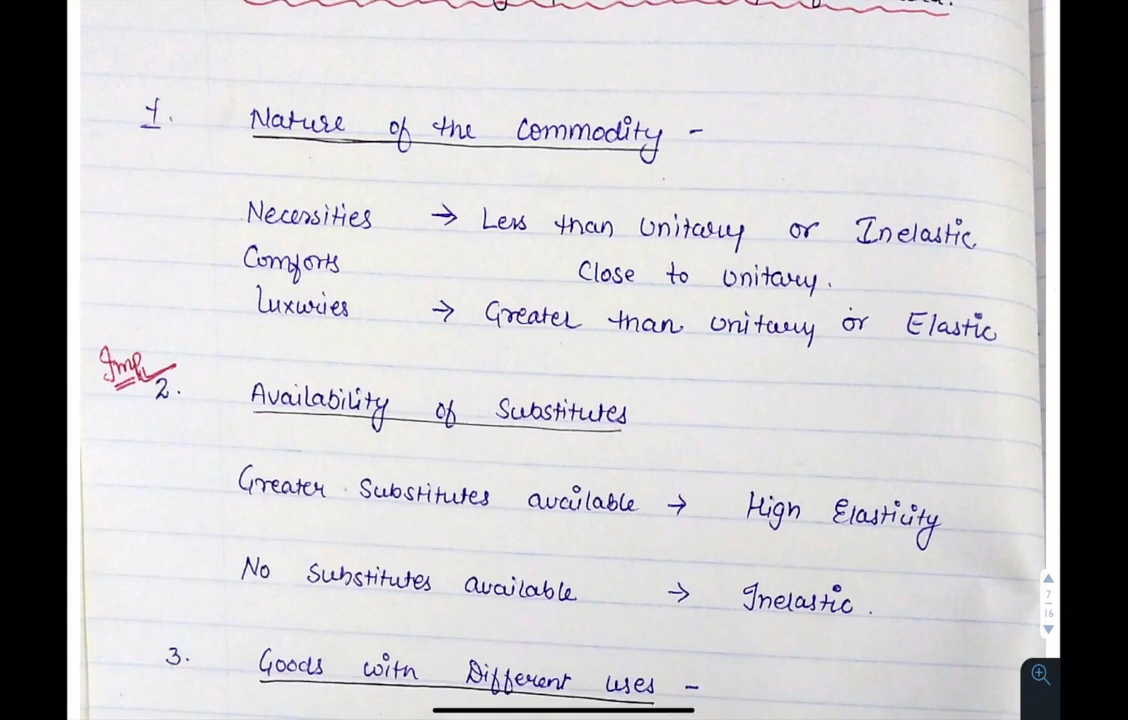 1. Nature of the Commodity -
Necessities → Less than Unitary or Inelastic
Comforts Close to Unitary.
Luxuries → Greater than Unitary or Elastic
Imp
2. Availability of Substitutes
Greater Substitutes available → High Elasticity
No Substitutes available → Inelastic.
3. Goods with Different uses -
7
16